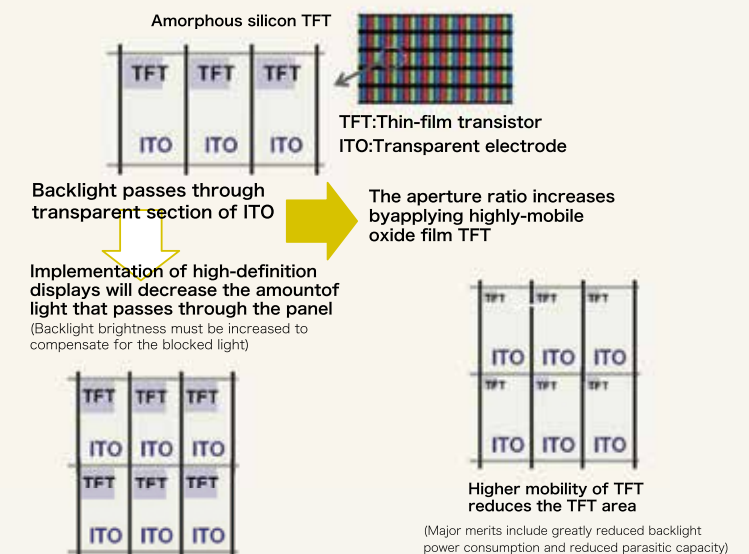 Amorphous silicon TFT
TFT TFT TFT
ITO ITO ITO
TFT:Thin-film transistor
ITO:Transparent electrode
Backlight passes through
transparent section of ITO
The aperture ratio increases
byapplying highly-mobile
oxide film TFT
Implementation of high-definition
displays will decrease the amountof
light that passes through the panel
(Backlight brightness must be increased to
compensate for the blocked light)
TFT TFT TFT
ITO ITO ITO
TFT TFT TFT
ITO ITO ITO
TFT TFT TFT
ITO ITO ITO
TFT TFT TFT
ITO ITO ITO
Higher mobility of TFT
reduces the TFT area
(Major merits include greatly reduced backlight
power consumption and reduced parasitic capacity)